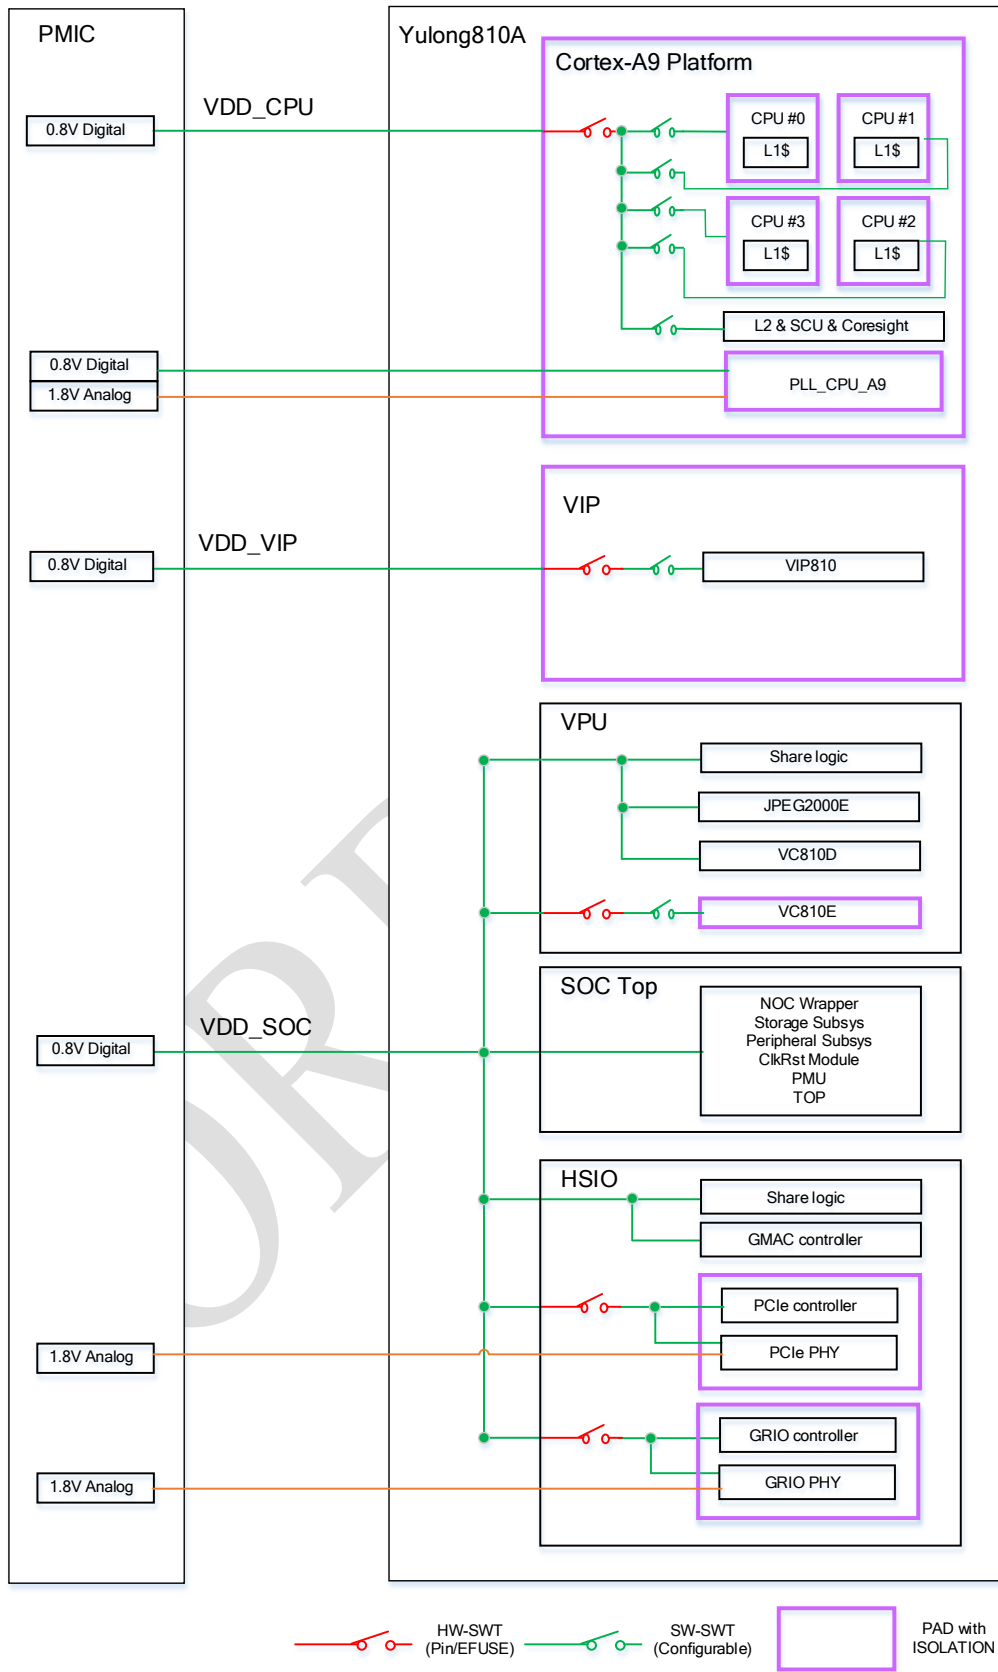 PMIC
Yulong810A
Cortex-A9 Platform
VDD_CPU
0.8V Digital
CPU #0
L1$
CPU #1
L1$
CPU #3
L1$
CPU #2
L1$
L2 & SCU & Coresight
0.8V Digital
1.8V Analog
PLL_CPU_A9
VIP
VDD_VIP
0.8V Digital
VIP810
VPU
Share logic
JPEG2000E
VC810D
VC810E
SOC Top
VDD_SOC
0.8V Digital
NOC Wrapper
Storage Subsys
Peripheral Subsys
ClkRst Module
PMU
TOP
HSIO
Share logic
GMAC controller
PCIe controller
1.8V Analog
PCIe PHY
GRIO controller
1.8V Analog
GRIO PHY
HW-SWT
(Pin/EFUSE)
SW-SWT
(Configurable)
PAD with
ISOLATION